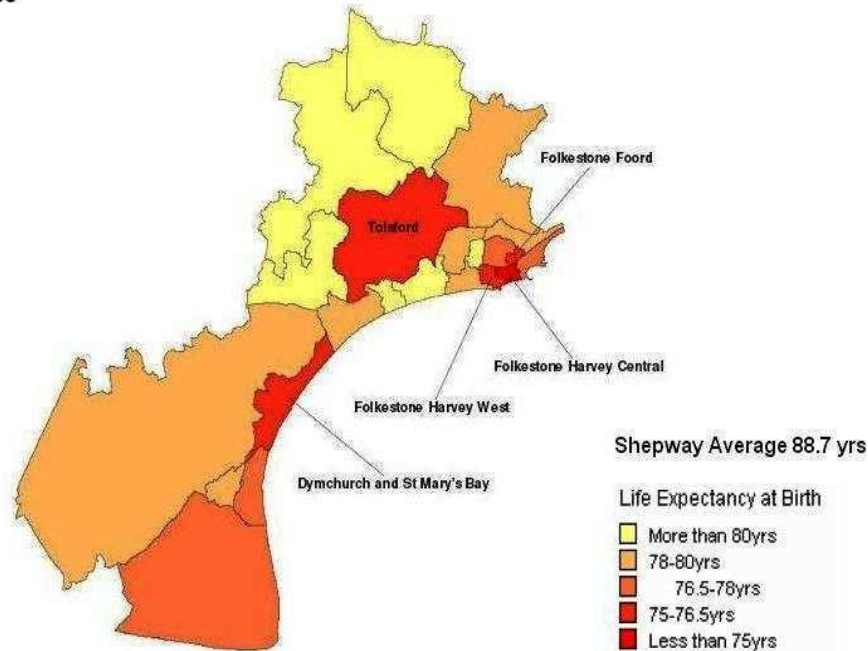 Folkestone Foord
Tolsford
Folkestone Harvey Central
Folkestone Harvey West
Dymchurch and St Mary's Bay
Shepway Average 88.7 yrs
Life Expectancy at Birth
More than 80yrs
78-80yrs
76.5-78yrs
75-76.5yrs
Less than 75yrs